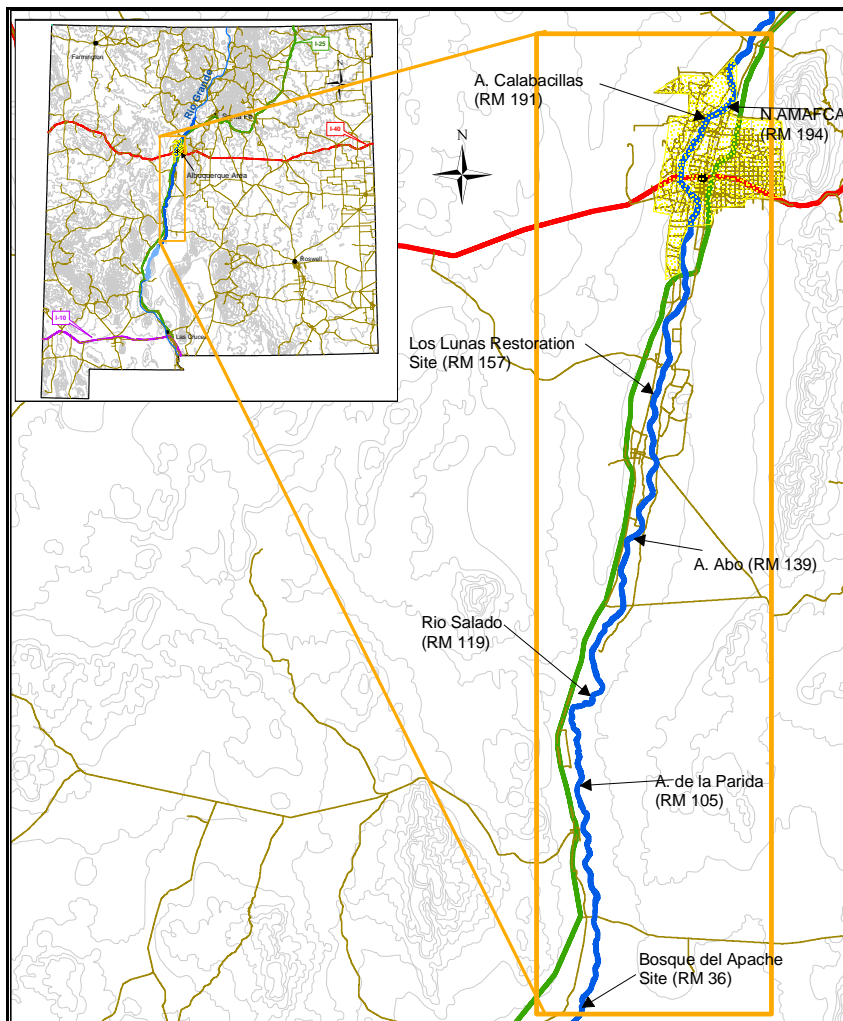 I-25
Farmington
Rio Grande
I-40
Albuquerque Area
Roswell
I-10
Las Cruces
N
A. Calabacillas
(RM 191)
N AMAFCA
(RM 194)
Los Lunas Restoration
Site (RM 157)
A. Abo (RM 139)
Rio Salado
(RM 119)
A. de la Parida
(RM 105)
Bosque del Apache
Site (RM 36)